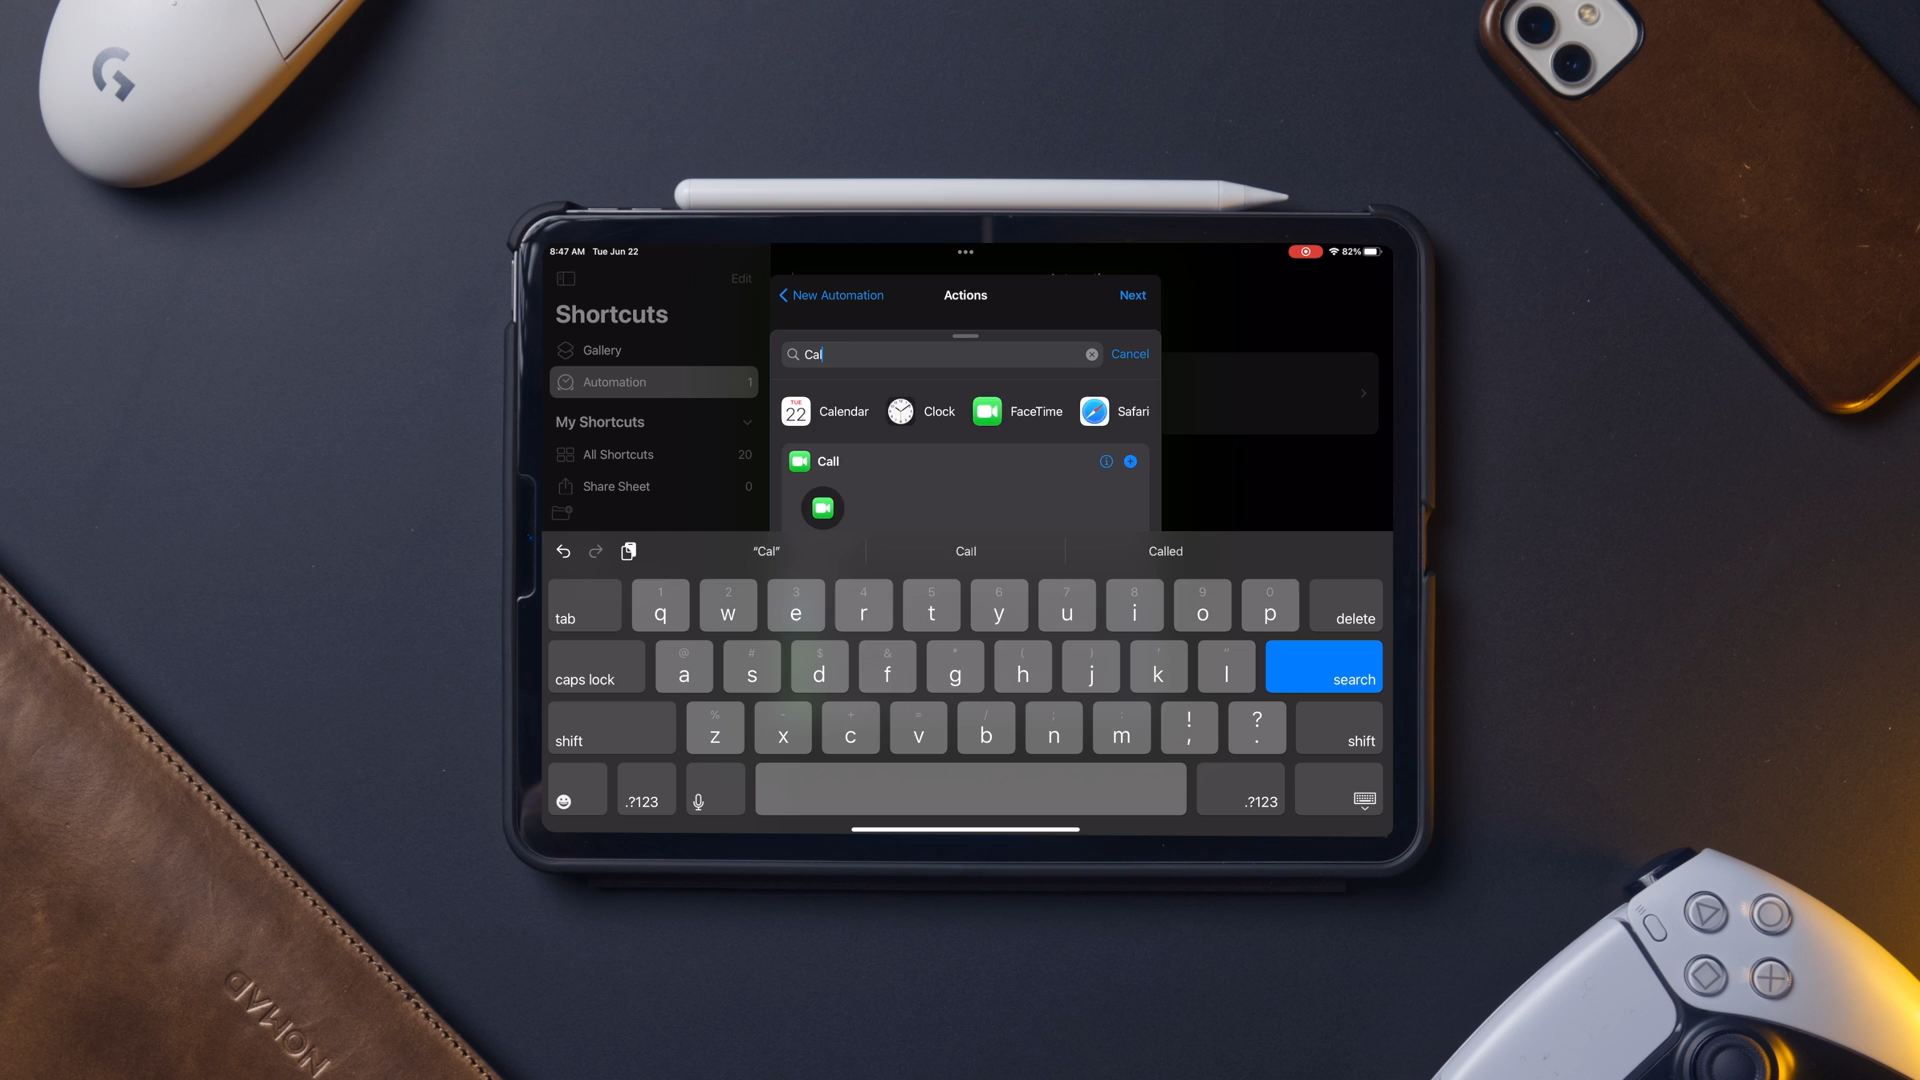 8:47 AM Tue Jun 22
82%
Edit
Shortcuts
Gallery
Automation 1
My Shortcuts
All Shortcuts 20
Share Sheet 0
New Automation
Actions
Next
Cal
Cancel
TUE
22
Calendar
Clock
FaceTime
Safari
Call
“Cal”
Call
Called
1 2 3 4 5 6 7 8 9 0
tab q w e r t y u i o p delete
@ # $ & * ( ) ' "
caps lock a s d f g h j k l search
% - + = / ; : ! ?
shift z x c v b n m , . shift
.?123 .?123
NOMAD